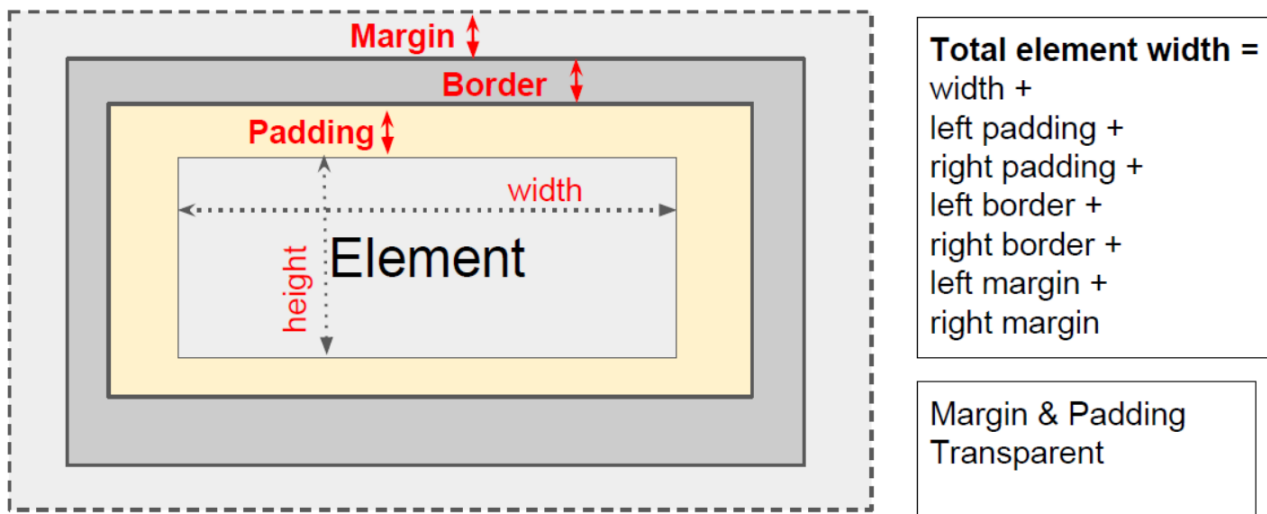 Margin
Border
Padding
width
height
Element
Total element width =
width +
left padding +
right padding +
left border +
right border +
left margin +
right margin
Margin & Padding
Transparent